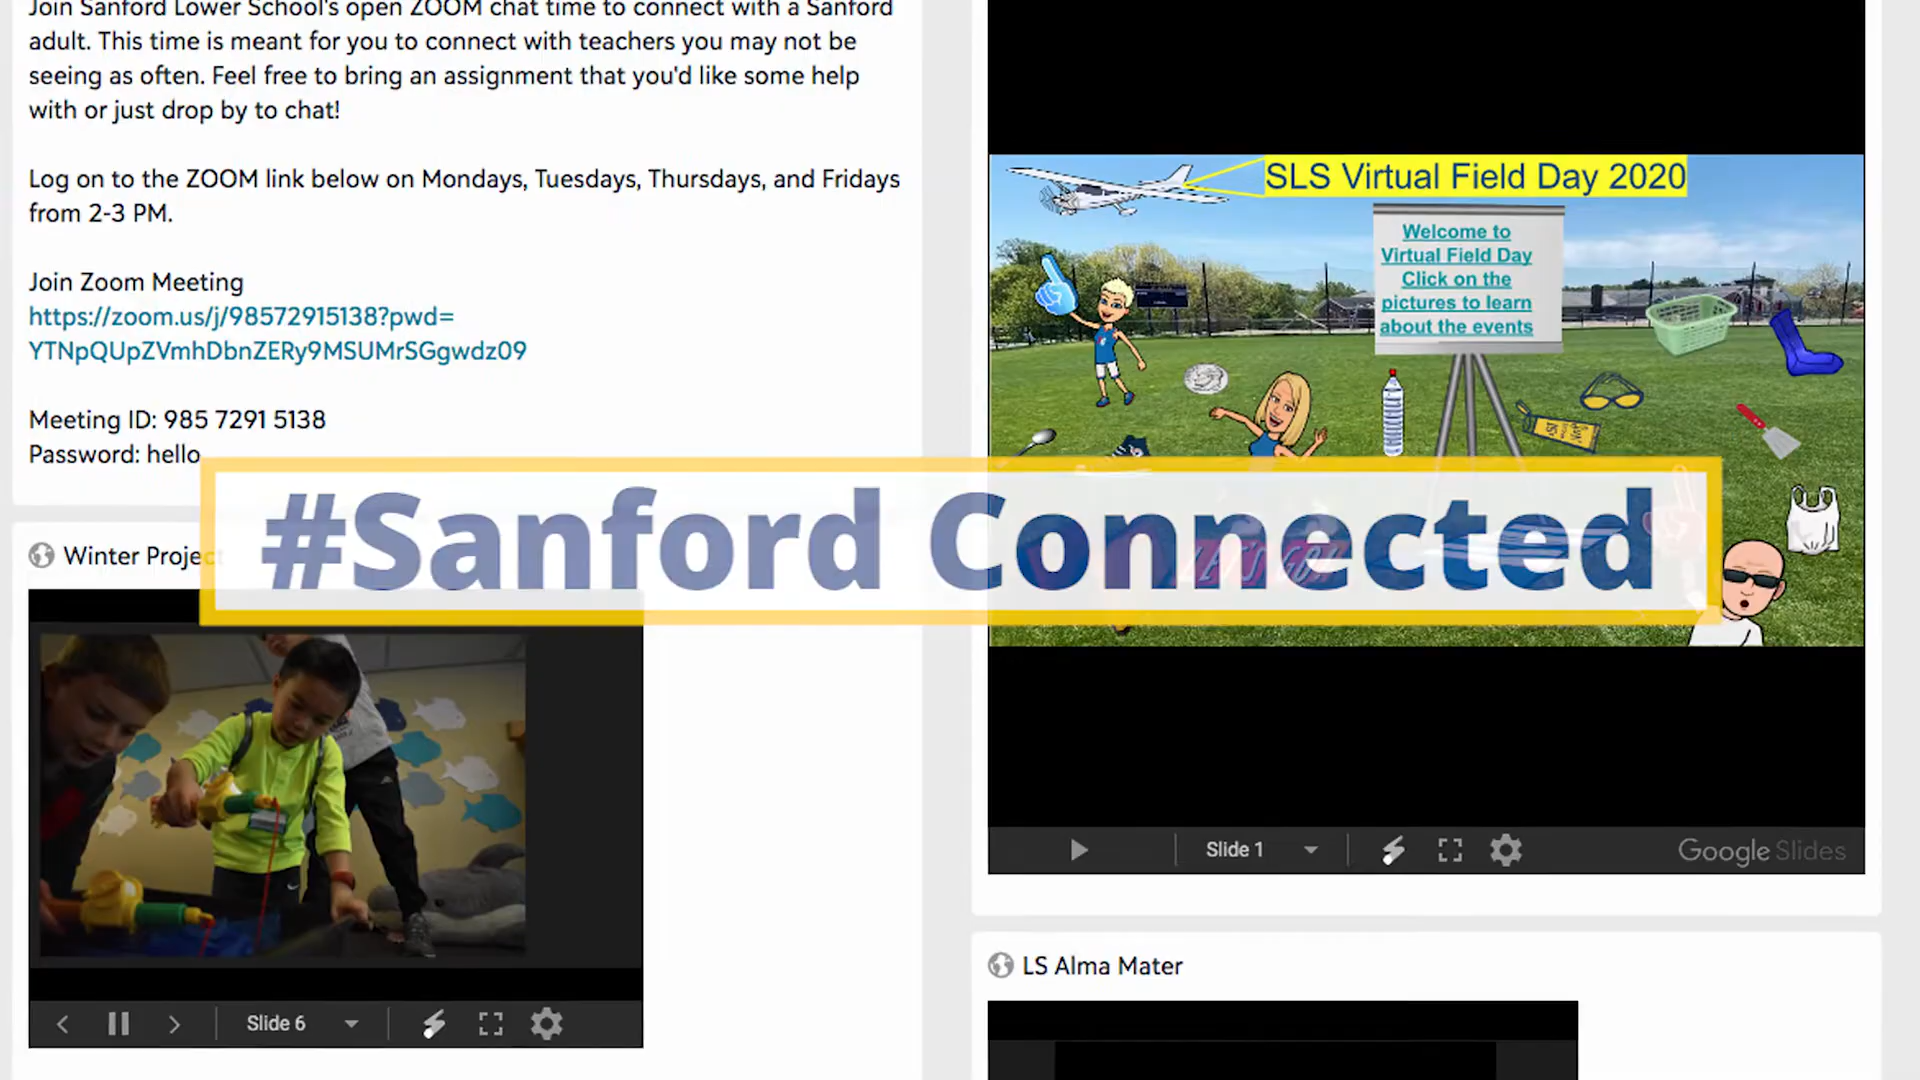 Join Sanford Lower School's open ZOOM chat time to connect with a Sanford
adult. This time is meant for you to connect with teachers you may not be
seeing as often. Feel free to bring an assignment that you'd like some help
with or just drop by to chat!
Log on to the ZOOM link below on Mondays, Tuesdays, Thursdays, and Fridays
from 2-3 PM.
Join Zoom Meeting
https://zoom.us/j/98572915138?pwd=
YTNpQUpZVmhDbnZERy9MSUMrSGgwdz09
Meeting ID: 985 7291 5138
Password: hello
SLS Virtual Field Day 2020
Welcome to
Virtual Field Day
Click on the
pictures to learn
about the events
#Sanford Connected
LET'S GO!
Winter Projec
Slide 6
Slide 1
Google Slides
LS Alma Mater